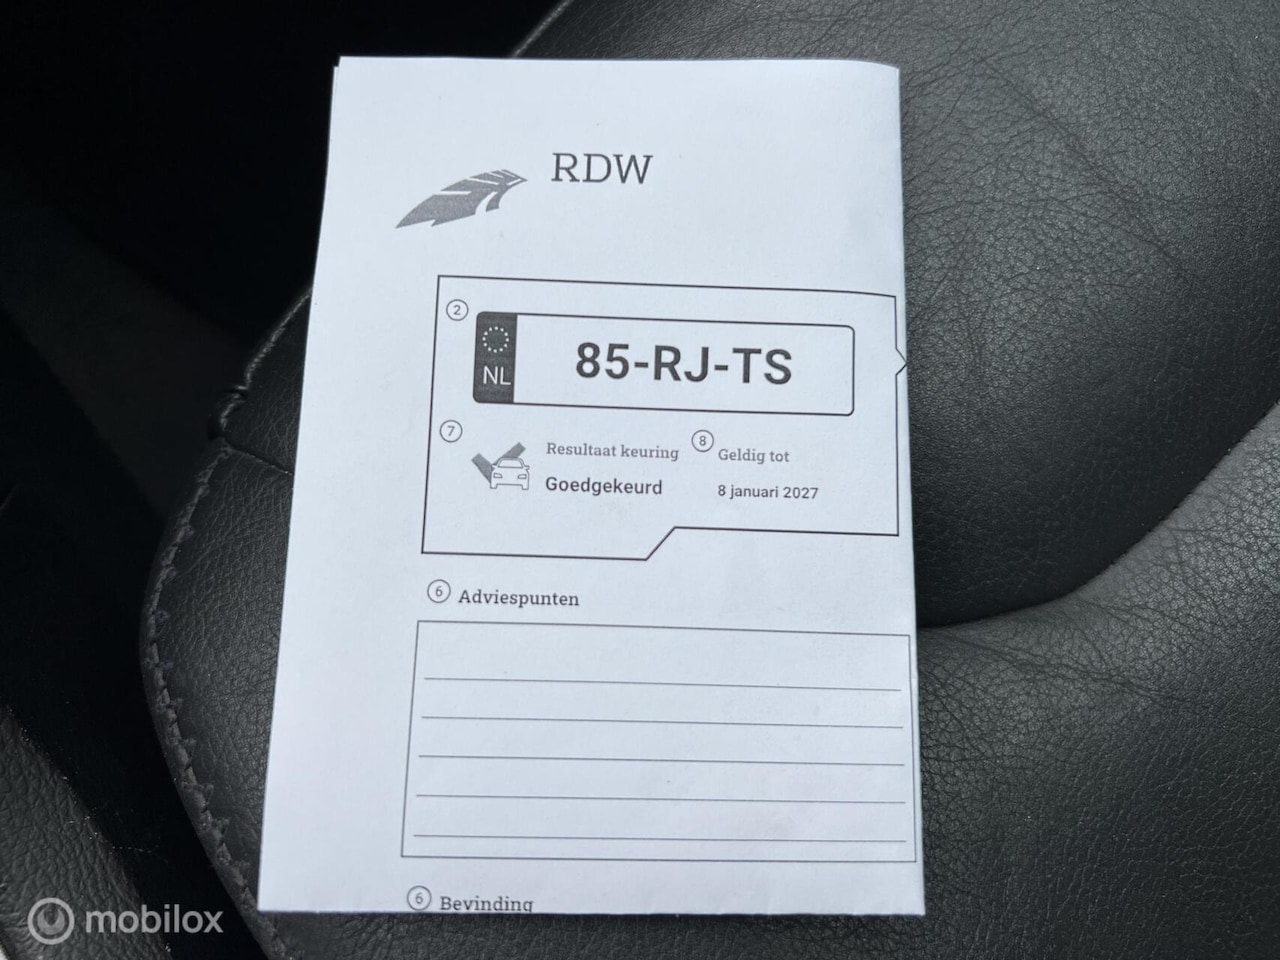 RDW
2
NL
85-RJ-TS
7 Resultaat keuring 8 Geldig tot
Goedgekeurd 8 januari 2027
6 Adviespunten
6 Bevinding
mobilox